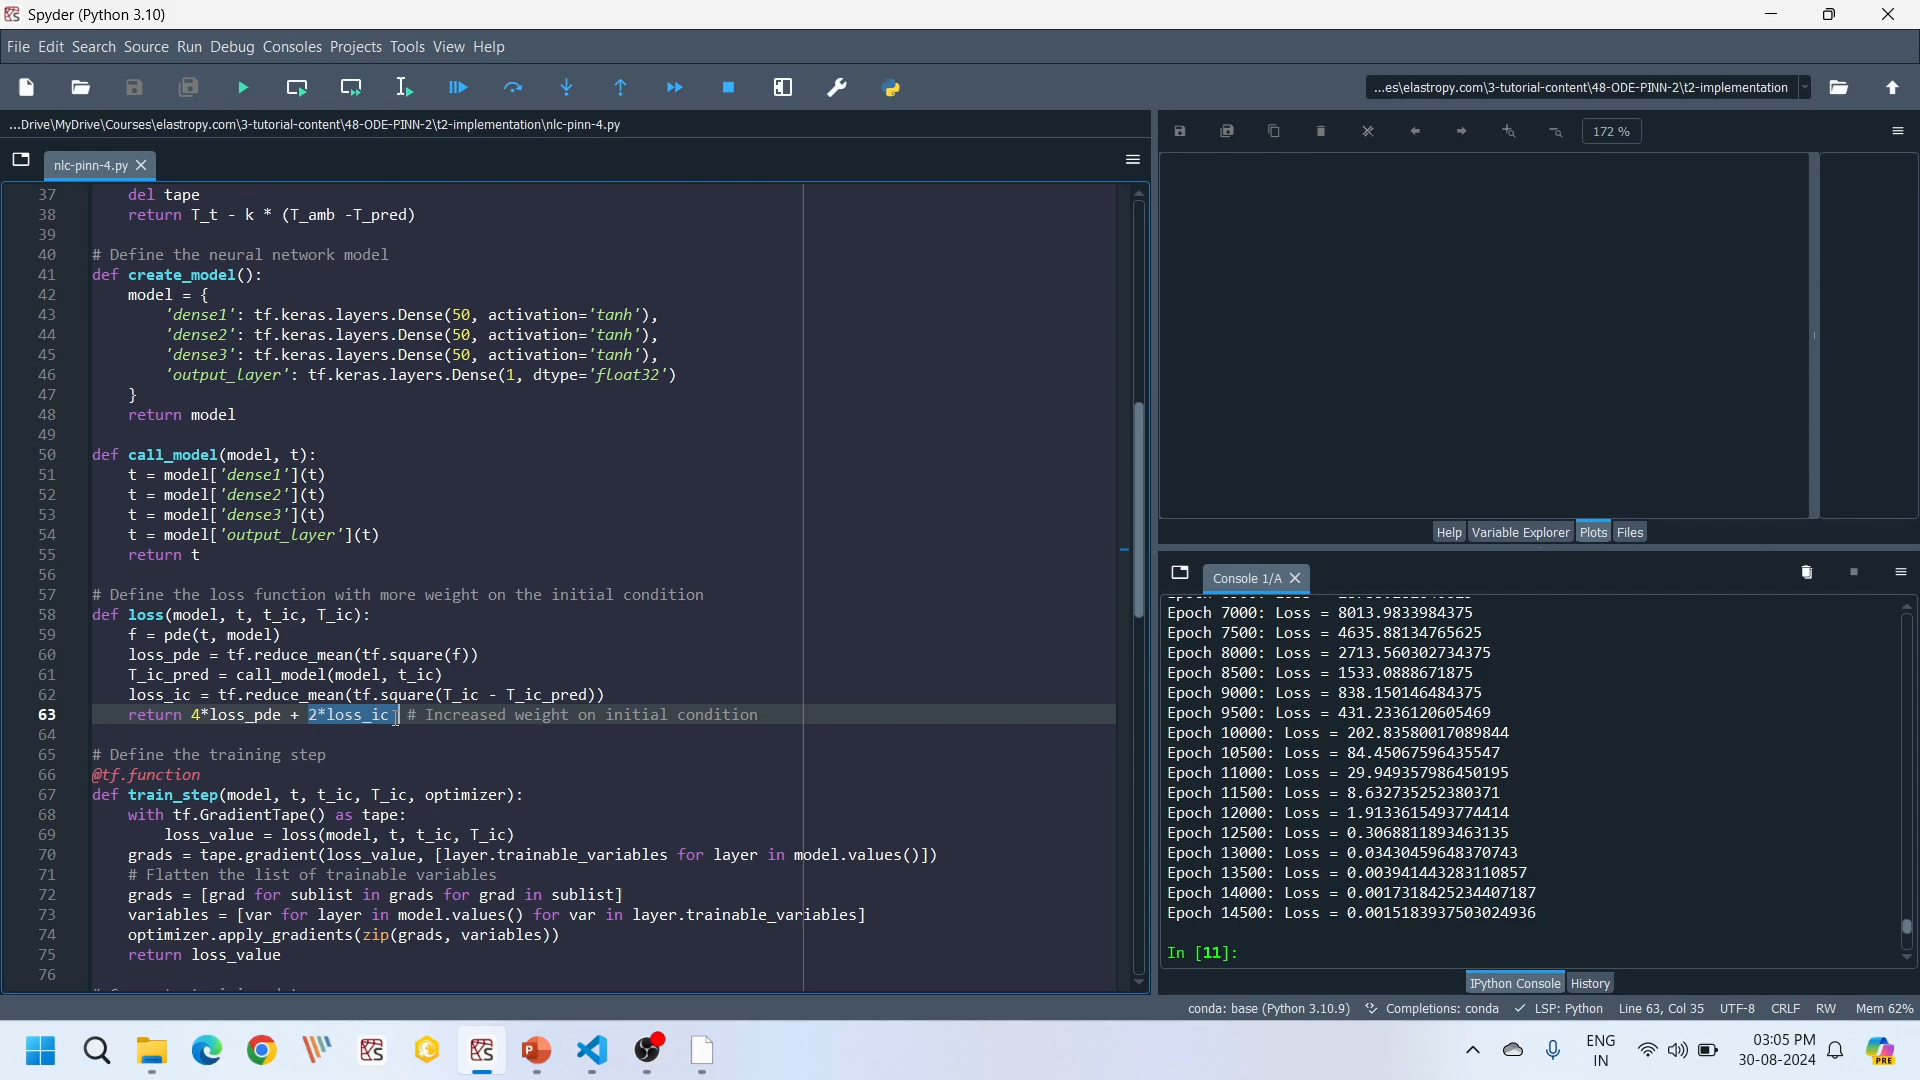 Spyder (Python 3.10)
File Edit Search Source Run Debug Consoles Projects Tools View Help
...es\elastropy.com\3-tutorial-content\48-ODE-PINN-2\t2-implementation
...Drive\MyDrive\Courses\elastropy.com\3-tutorial-content\48-ODE-PINN-2\t2-implementation\nlc-pinn-4.py
172 %
nlc-pinn-4.py
37 del tape
38 return T_t - k * (T_amb -T_pred)
39
40 # Define the neural network model
41 def create_model():
42 model = {
43 'dense1': tf.keras.layers.Dense(50, activation='tanh'),
44 'dense2': tf.keras.layers.Dense(50, activation='tanh'),
45 'dense3': tf.keras.layers.Dense(50, activation='tanh'),
46 'output_layer': tf.keras.layers.Dense(1, dtype='float32')
47 }
48 return model
49
50 def call_model(model, t):
51 t = model['dense1'](t)
52 t = model['dense2'](t)
53 t = model['dense3'](t)
54 t = model['output_layer'](t)
55 return t
56
57 # Define the loss function with more weight on the initial condition
58 def loss(model, t, t_ic, T_ic):
59 f = pde(t, model)
60 loss_pde = tf.reduce_mean(tf.square(f))
61 T_ic_pred = call_model(model, t_ic)
62 loss_ic = tf.reduce_mean(tf.square(T_ic - T_ic_pred))
63 return 4*loss_pde + 2*loss_ic # Increased weight on initial condition
64
65 # Define the training step
66 @tf.function
67 def train_step(model, t, t_ic, T_ic, optimizer):
68 with tf.GradientTape() as tape:
69 loss_value = loss(model, t, t_ic, T_ic)
70 grads = tape.gradient(loss_value, [layer.trainable_variables for layer in model.values()])
71 # Flatten the list of trainable variables
72 grads = [grad for sublist in grads for grad in sublist]
73 variables = [var for layer in model.values() for var in layer.trainable_variables]
74 optimizer.apply_gradients(zip(grads, variables))
75 return loss_value
76
Help Variable Explorer Plots Files
Console 1/A
Epoch 7000: Loss = 8013.9833984375
Epoch 7500: Loss = 4635.88134765625
Epoch 8000: Loss = 2713.560302734375
Epoch 8500: Loss = 1533.0888671875
Epoch 9000: Loss = 838.150146484375
Epoch 9500: Loss = 431.2336120605469
Epoch 10000: Loss = 202.83580017089844
Epoch 10500: Loss = 84.45067596435547
Epoch 11000: Loss = 29.949357986450195
Epoch 11500: Loss = 8.632735252380371
Epoch 12000: Loss = 1.9133615493774414
Epoch 12500: Loss = 0.3068811893463135
Epoch 13000: Loss = 0.03430459648370743
Epoch 13500: Loss = 0.003941443283110857
Epoch 14000: Loss = 0.0017318425234407187
Epoch 14500: Loss = 0.0015183937503024936
In [11]:
IPython Console History
conda: base (Python 3.10.9) Completions: conda LSP: Python Line 63, Col 35 UTF-8 CRLF RW Mem 62%
ENG
IN
03:05 PM
30-08-2024
PRE